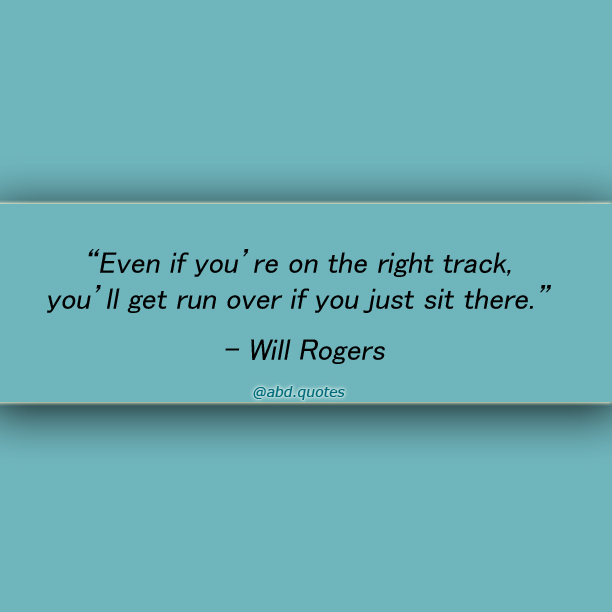 “Even if you’re on the right track,
you’ll get run over if you just sit there.”
– Will Rogers
@abd.quotes